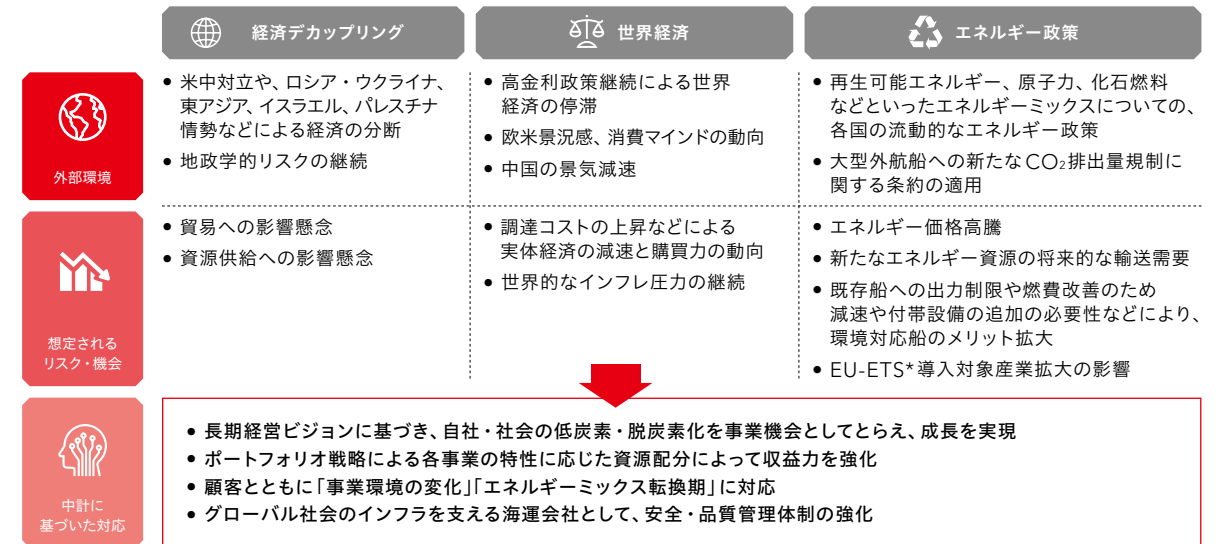 経済デカップリング
世界経済
エネルギー政策
外部環境
• 米中対立や、ロシア・ウクライナ、
東アジア、イスラエル、パレスチナ
情勢などによる経済の分断
• 地政学的リスクの継続
• 高金利政策継続による世界
経済の停滞
• 欧米景況感、消費マインドの動向
• 中国の景気減速
• 再生可能エネルギー、原子力、化石燃料
などといったエネルギーミックスについての、
各国の流動的なエネルギー政策
• 大型外航船への新たなCO₂排出量規制に
関する条約の適用
想定される
リスク・機会
• 貿易への影響懸念
• 資源供給への影響懸念
• 調達コストの上昇などによる
実体経済の減速と購買力の動向
• 世界的なインフレ圧力の継続
• エネルギー価格高騰
• 新たなエネルギー資源の将来的な輸送需要
• 既存船への出力制限や燃費改善のため
減速や付帯設備の追加の必要性などにより、
環境対応船のメリット拡大
• EU-ETS*導入対象産業拡大の影響
中計に
基づいた対応
• 長期経営ビジョンに基づき、自社・社会の低炭素・脱炭素化を事業機会としてとらえ、成長を実現
• ポートフォリオ戦略による各事業の特性に応じた資源配分によって収益力を強化
• 顧客とともに「事業環境の変化」「エネルギーミックス転換期」に対応
• グローバル社会のインフラを支える海運会社として、安全・品質管理体制の強化